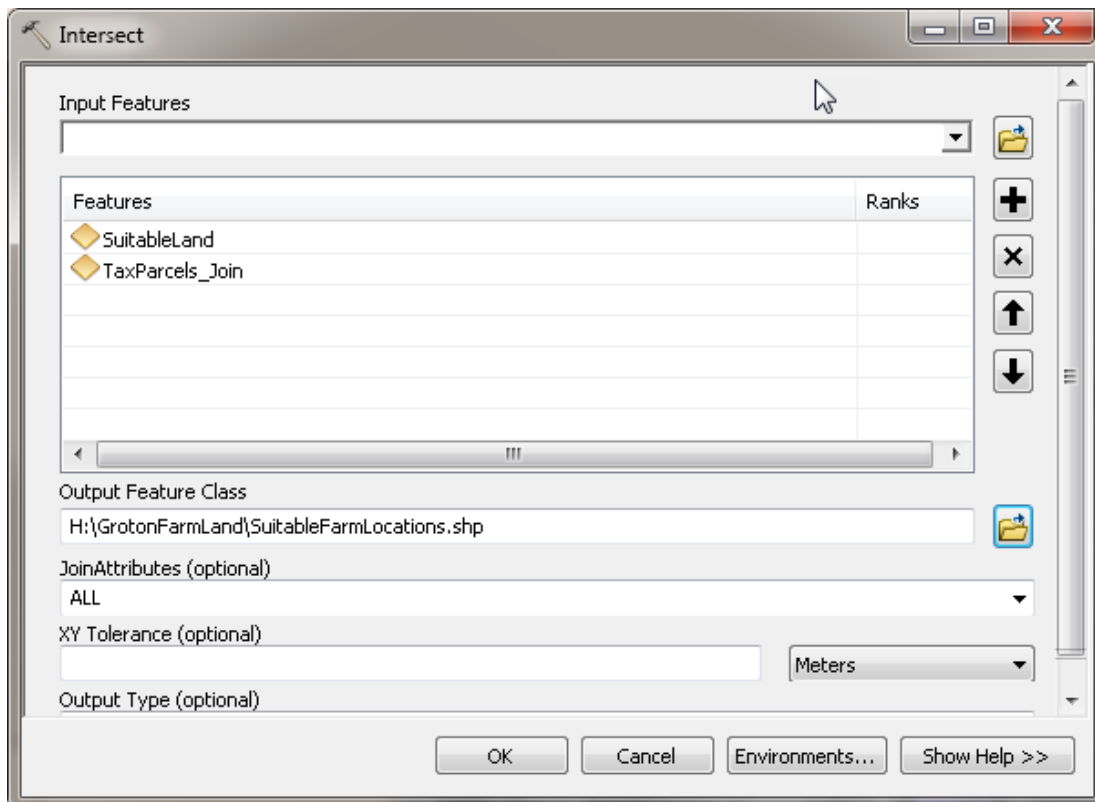 Intersect
Input Features
Features Ranks
SuitableLand
TaxParcels_Join
Output Feature Class
H:\GrotonFarmLand\SuitableFarmLocations.shp
JoinAttributes (optional)
ALL
XY Tolerance (optional)
Meters
Output Type (optional)
OK Cancel Environments... Show Help >>